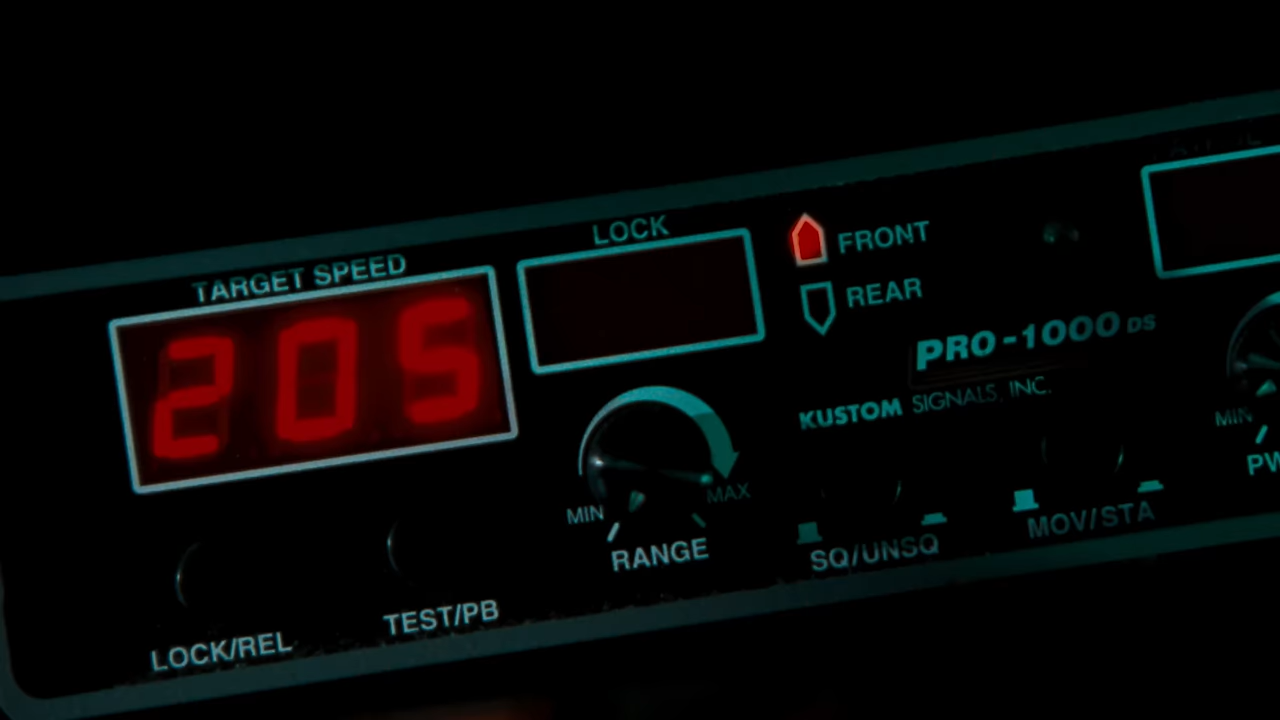 TARGET SPEED
205
LOCK
FRONT
REAR
PRO-1000 DS
KUSTOM SIGNALS, INC.
MIN
MAX
RANGE
SQ/UNSQ
MOV/STA
MIN
LOCK/REL
TEST/PB